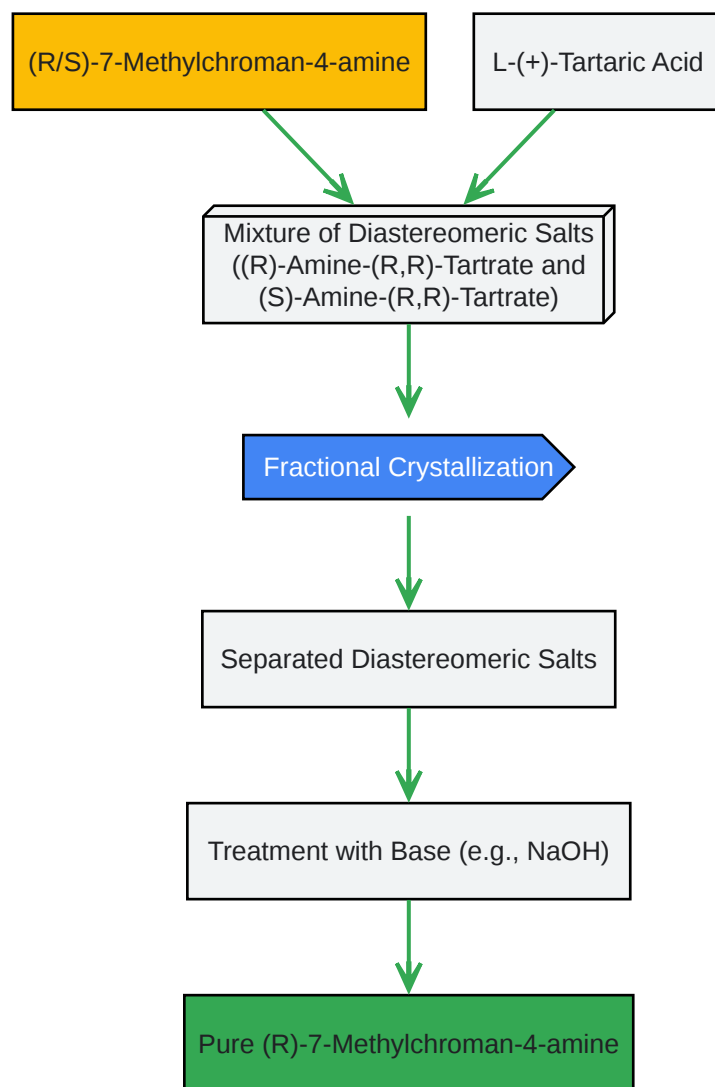 (R/S)-7-Methylchroman-4-amine
L-(+)-Tartaric Acid
Mixture of Diastereomeric Salts
((R)-Amine-(R,R)-Tartrate and
(S)-Amine-(R,R)-Tartrate)
Fractional Crystallization
Separated Diastereomeric Salts
Treatment with Base (e.g., NaOH)
Pure (R)-7-Methylchroman-4-amine